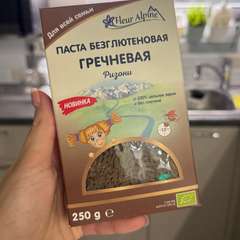 Для всей семьи
Fleur Alpine
ПАСТА БЕЗГЛЮТЕНОВАЯ
ГРЕЧНЕВАЯ
Ризони
НОВИНКА
250 g e